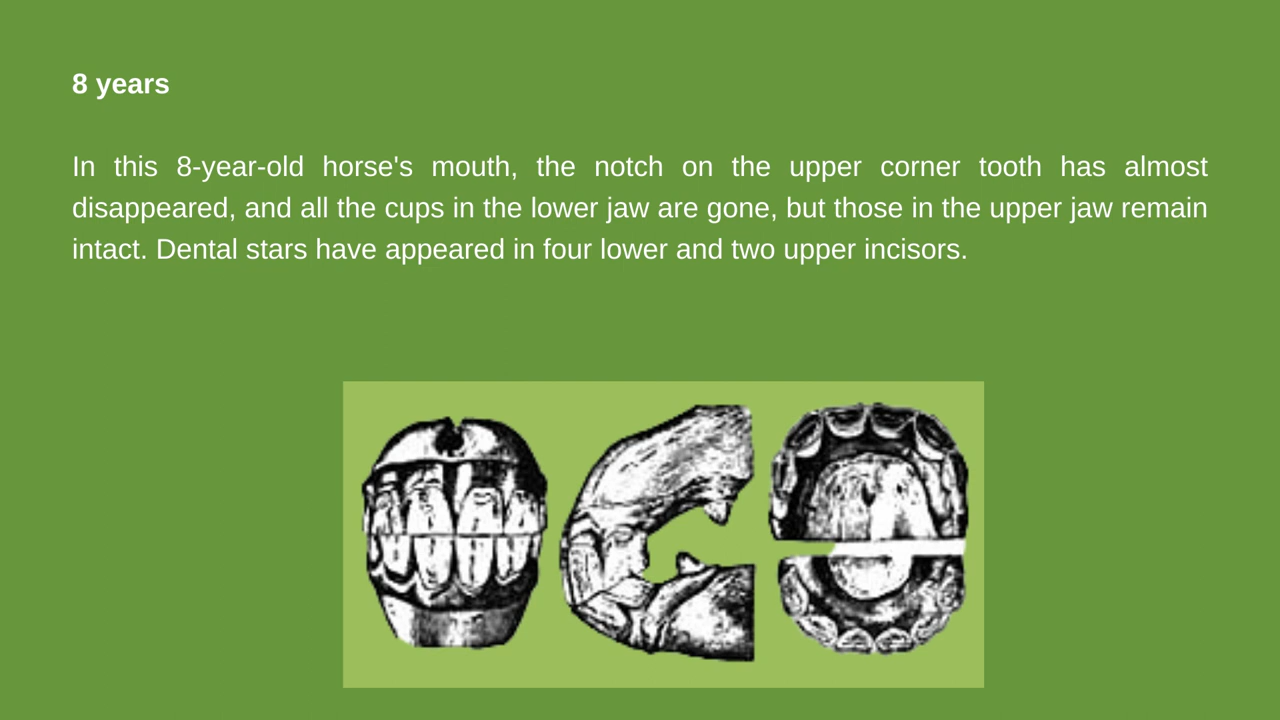 8 years
In this 8-year-old horse's mouth, the notch on the upper corner tooth has almost
disappeared, and all the cups in the lower jaw are gone, but those in the upper jaw remain
intact. Dental stars have appeared in four lower and two upper incisors.